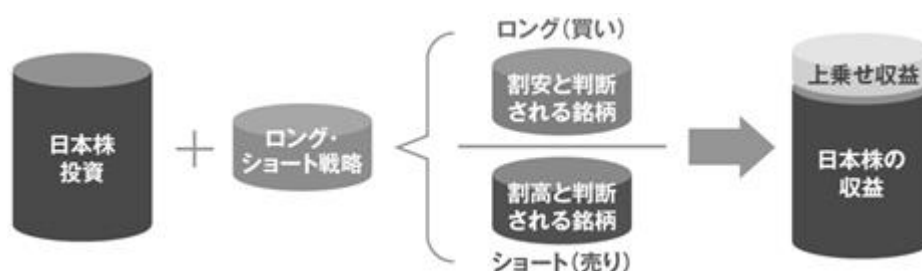 日本株
投資
+
ロング・
ショート戦略
ロング(買い)
割安と判断
される銘柄
割高と判断
される銘柄
ショート(売り)
上乗せ収益
日本株の
収益